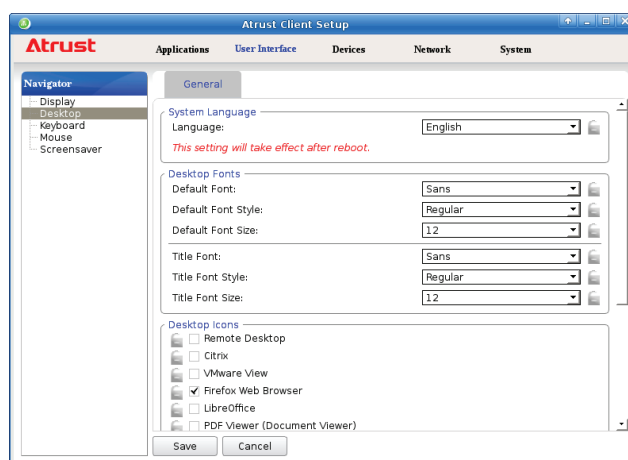 Atrust Client Setup
Atrust
Applications User Interface Devices Network System
Navigator
Display
Desktop
Keyboard
Mouse
Screensaver
General
System Language
Language: English
This setting will take effect after reboot.
Desktop Fonts
Default Font: Sans
Default Font Style: Regular
Default Font Size: 12
Title Font: Sans
Title Font Style: Regular
Title Font Size: 12
Desktop Icons
Remote Desktop
Citrix
VMware View
Firefox Web Browser
LibreOffice
PDF Viewer (Document Viewer)
Save Cancel